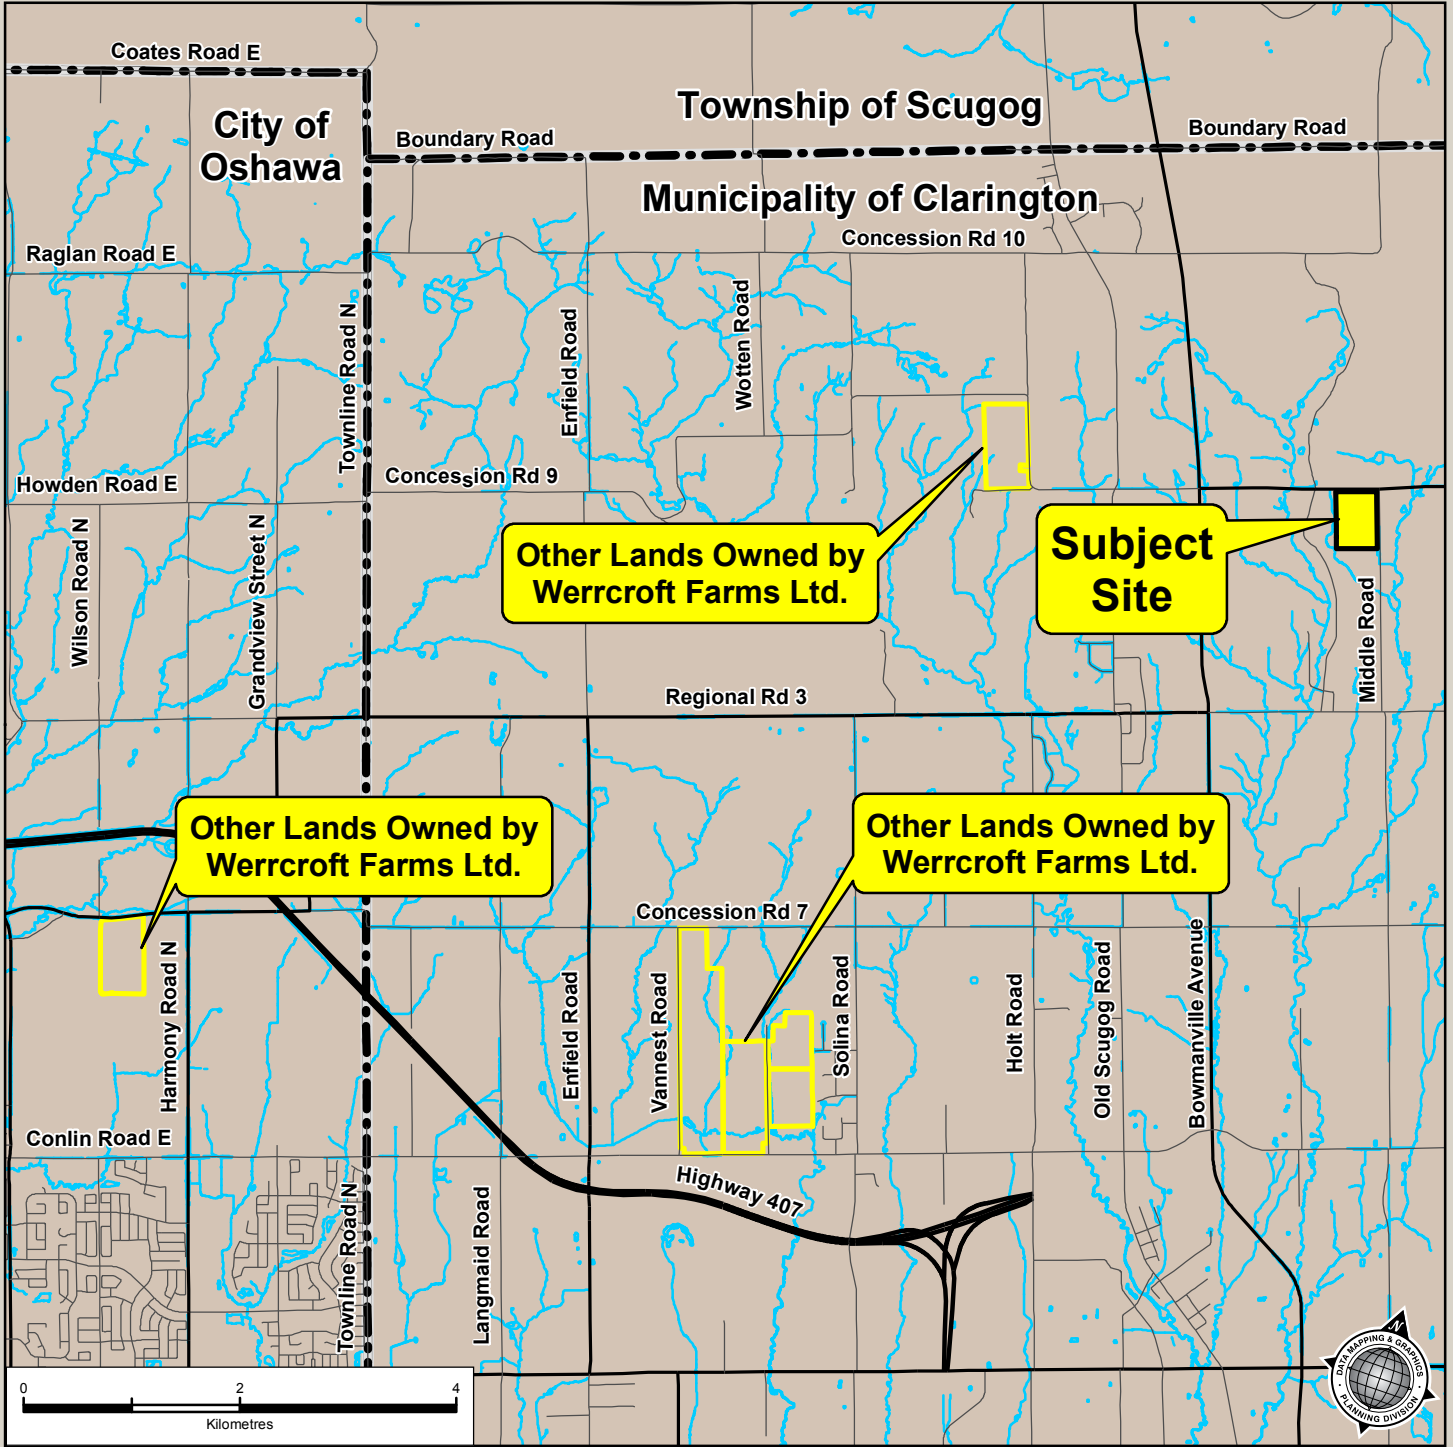 Coates Road E
City of
Oshawa
Township of Scugog
Boundary Road
Boundary Road
Municipality of Clarington
Concession Rd 10
Raglan Road E
Townline Road N
Enfield Road
Wotten Road
Howden Road E
Concession Rd 9
Wilson Road N
Grandview Street N
Other Lands Owned by
Werrcroft Farms Ltd.
Subject
Site
Middle Road
Regional Rd 3
Other Lands Owned by
Werrcroft Farms Ltd.
Other Lands Owned by
Werrcroft Farms Ltd.
Concession Rd 7
Harmony Road N
Enfield Road
Vannest Road
Solina Road
Holt Road
Old Scugog Road
Bowmanville Avenue
Conlin Road E
Highway 407
Townline Road N
Langmaid Road
0 2 4
Kilometres
N
DATA MAPPING & GRAPHICS
PLANNING DIVISION